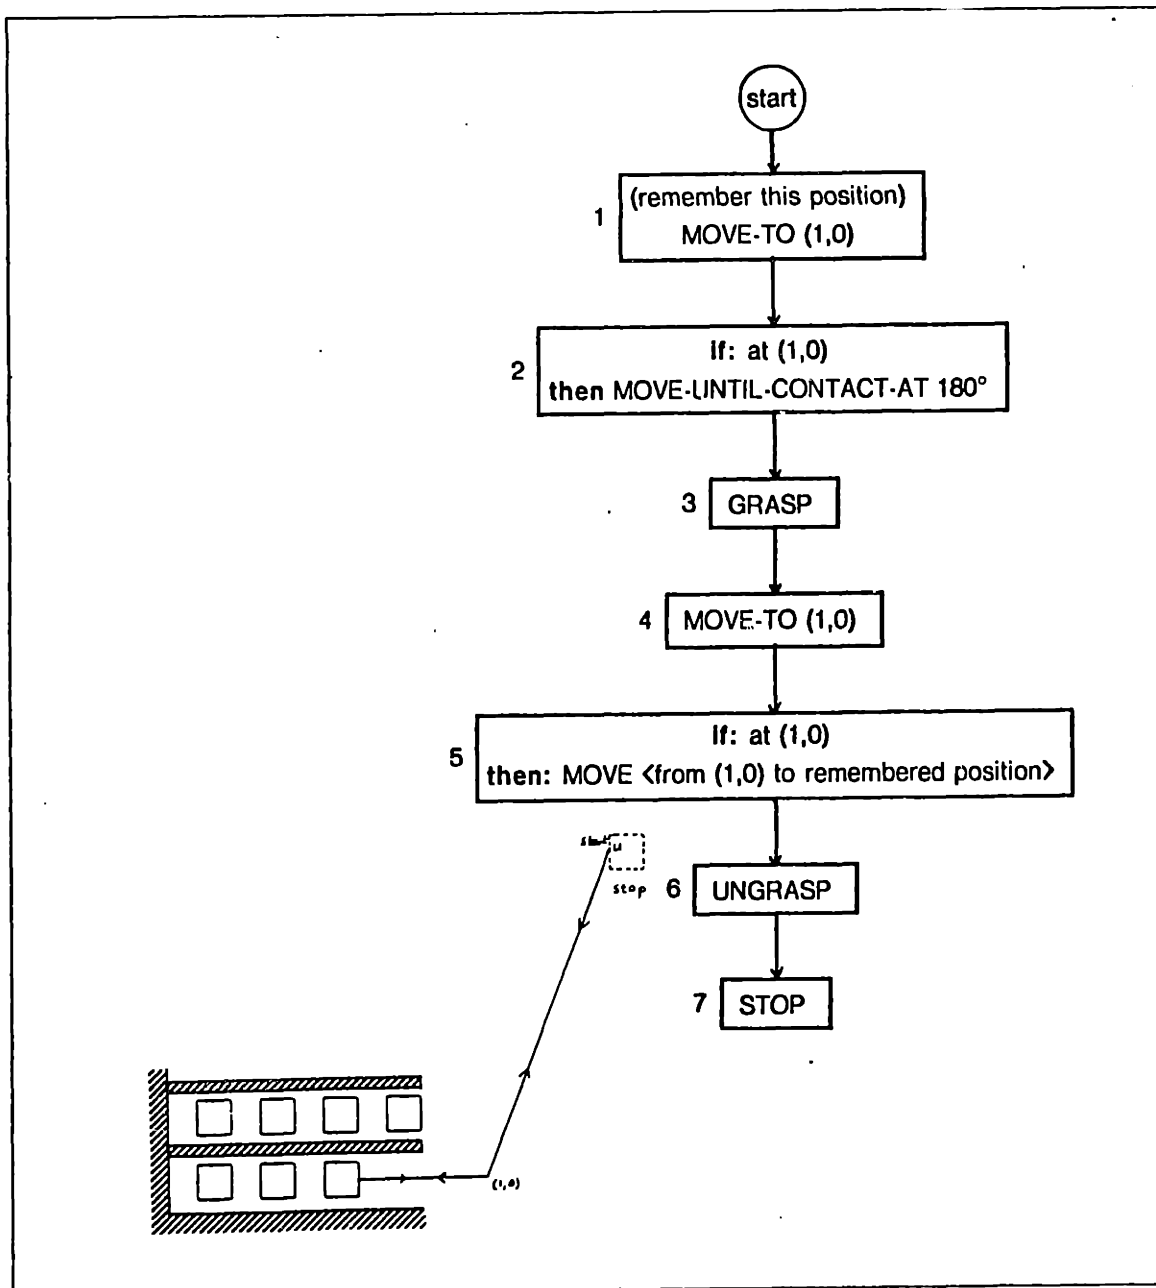 start
1
(remember this position)
MOVE-TO (1,0)
2
If: at (1,0)
then MOVE-UNTIL-CONTACT-AT 180°
3
GRASP
4
MOVE-TO (1,0)
5
If: at (1,0)
then: MOVE <from (1,0) to remembered position>
start
u
stop
6
UNGRASP
7
STOP
(1,0)